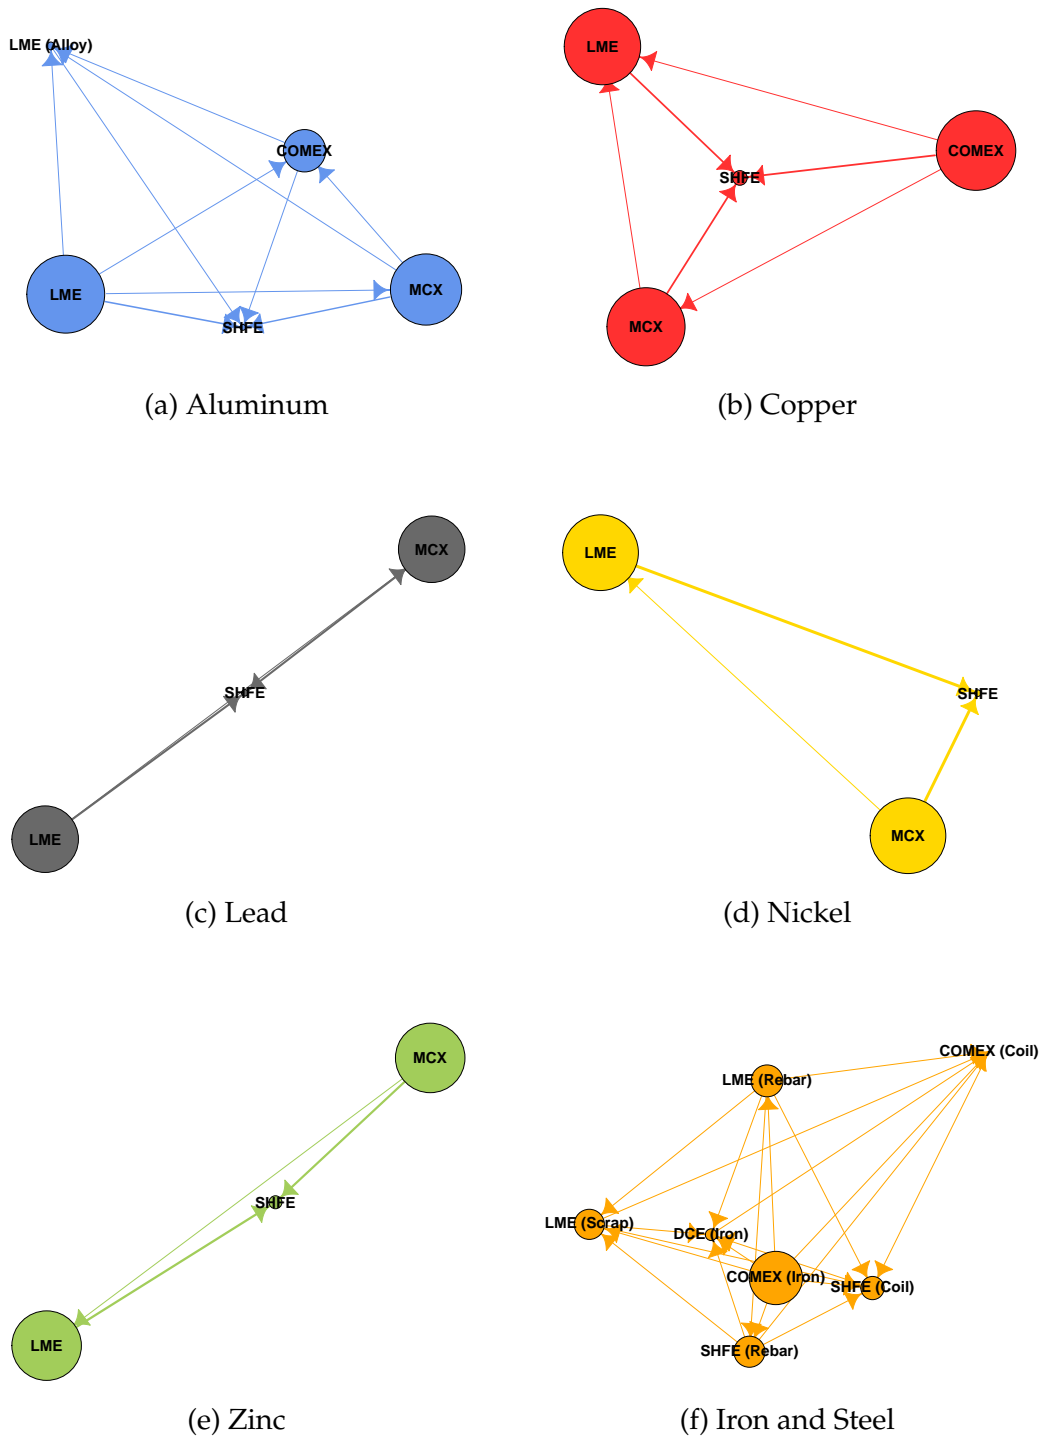 LME (Alloy)
COMEX
LME
MCX
SHFE
(a) Aluminum
LME
COMEX
SHFE
MCX
(b) Copper
MCX
SHFE
LME
(c) Lead
LME
SHFE
MCX
(d) Nickel
MCX
SHFE
LME
(e) Zinc
COMEX (Coil)
LME (Rebar)
LME (Scrap)
DCE (Iron)
COMEX (Iron)
SHFE (Coil)
SHFE (Rebar)
(f) Iron and Steel